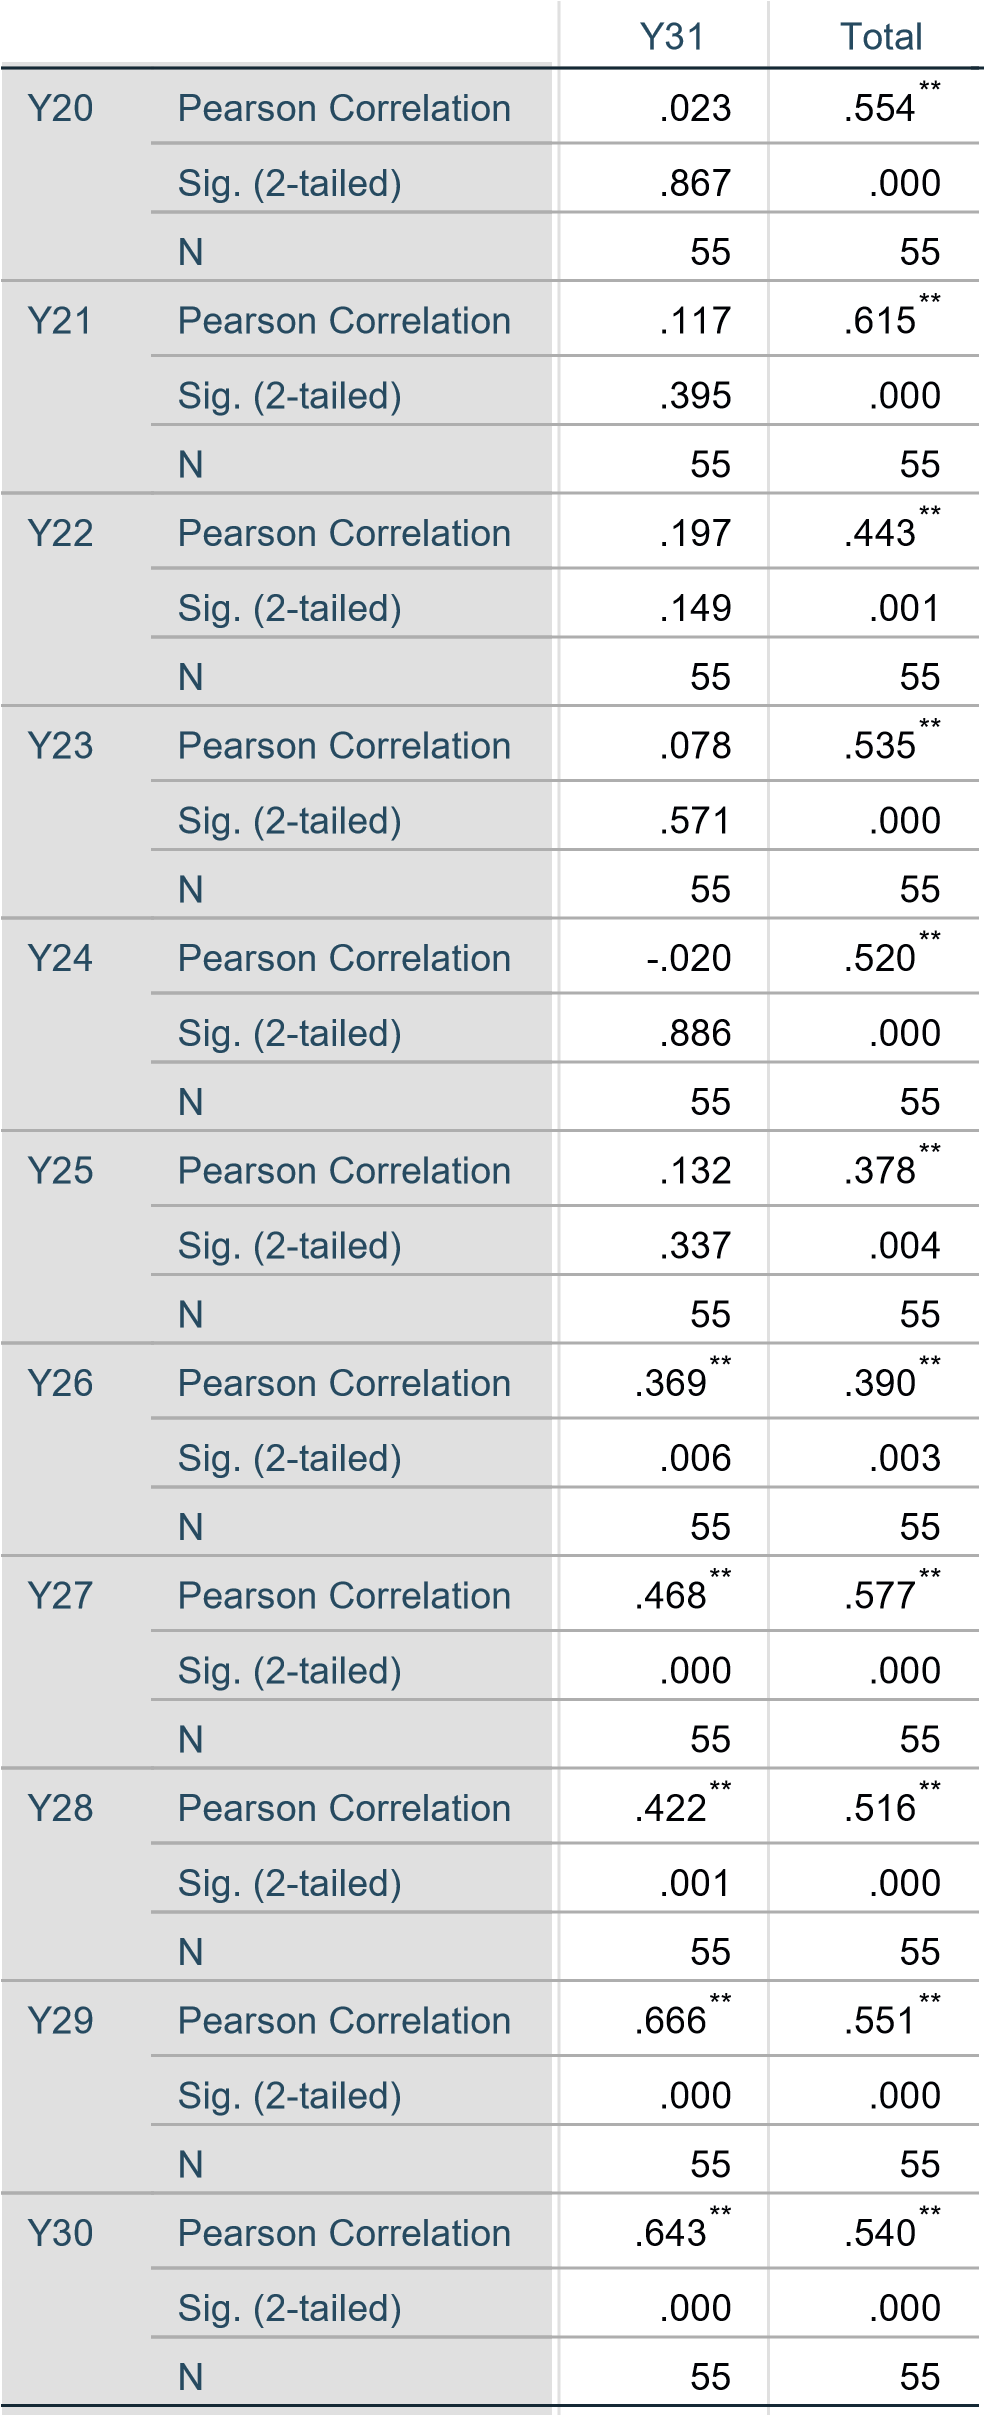 Y31 Total
Y20 Pearson Correlation .023 .554**
Sig. (2-tailed) .867 .000
N 55 55
Y21 Pearson Correlation .117 .615**
Sig. (2-tailed) .395 .000
N 55 55
Y22 Pearson Correlation .197 .443**
Sig. (2-tailed) .149 .001
N 55 55
Y23 Pearson Correlation .078 .535**
Sig. (2-tailed) .571 .000
N 55 55
Y24 Pearson Correlation -.020 .520**
Sig. (2-tailed) .886 .000
N 55 55
Y25 Pearson Correlation .132 .378**
Sig. (2-tailed) .337 .004
N 55 55
Y26 Pearson Correlation .369** .390**
Sig. (2-tailed) .006 .003
N 55 55
Y27 Pearson Correlation .468** .577**
Sig. (2-tailed) .000 .000
N 55 55
Y28 Pearson Correlation .422** .516**
Sig. (2-tailed) .001 .000
N 55 55
Y29 Pearson Correlation .666** .551**
Sig. (2-tailed) .000 .000
N 55 55
Y30 Pearson Correlation .643** .540**
Sig. (2-tailed) .000 .000
N 55 55